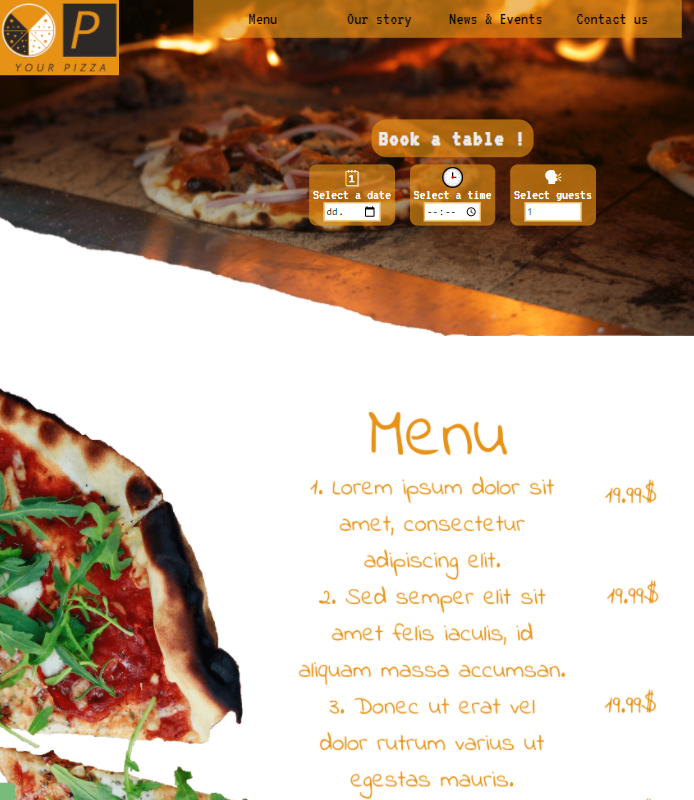 P
YOUR PIZZA
Menu Our story News & Events Contact us
Book a table !
1
Select a date Select a time Select guests
dd. --:-- 1
Menu
1. Lorem ipsum dolor sit 19.99$
amet, consectetur
adipiscing elit.
2. Sed semper elit sit 19.99$
amet felis iaculis, id
aliquam massa accumsan.
3. Donec ut erat vel 19.99$
dolor rutrum varius ut
egestas mauris.